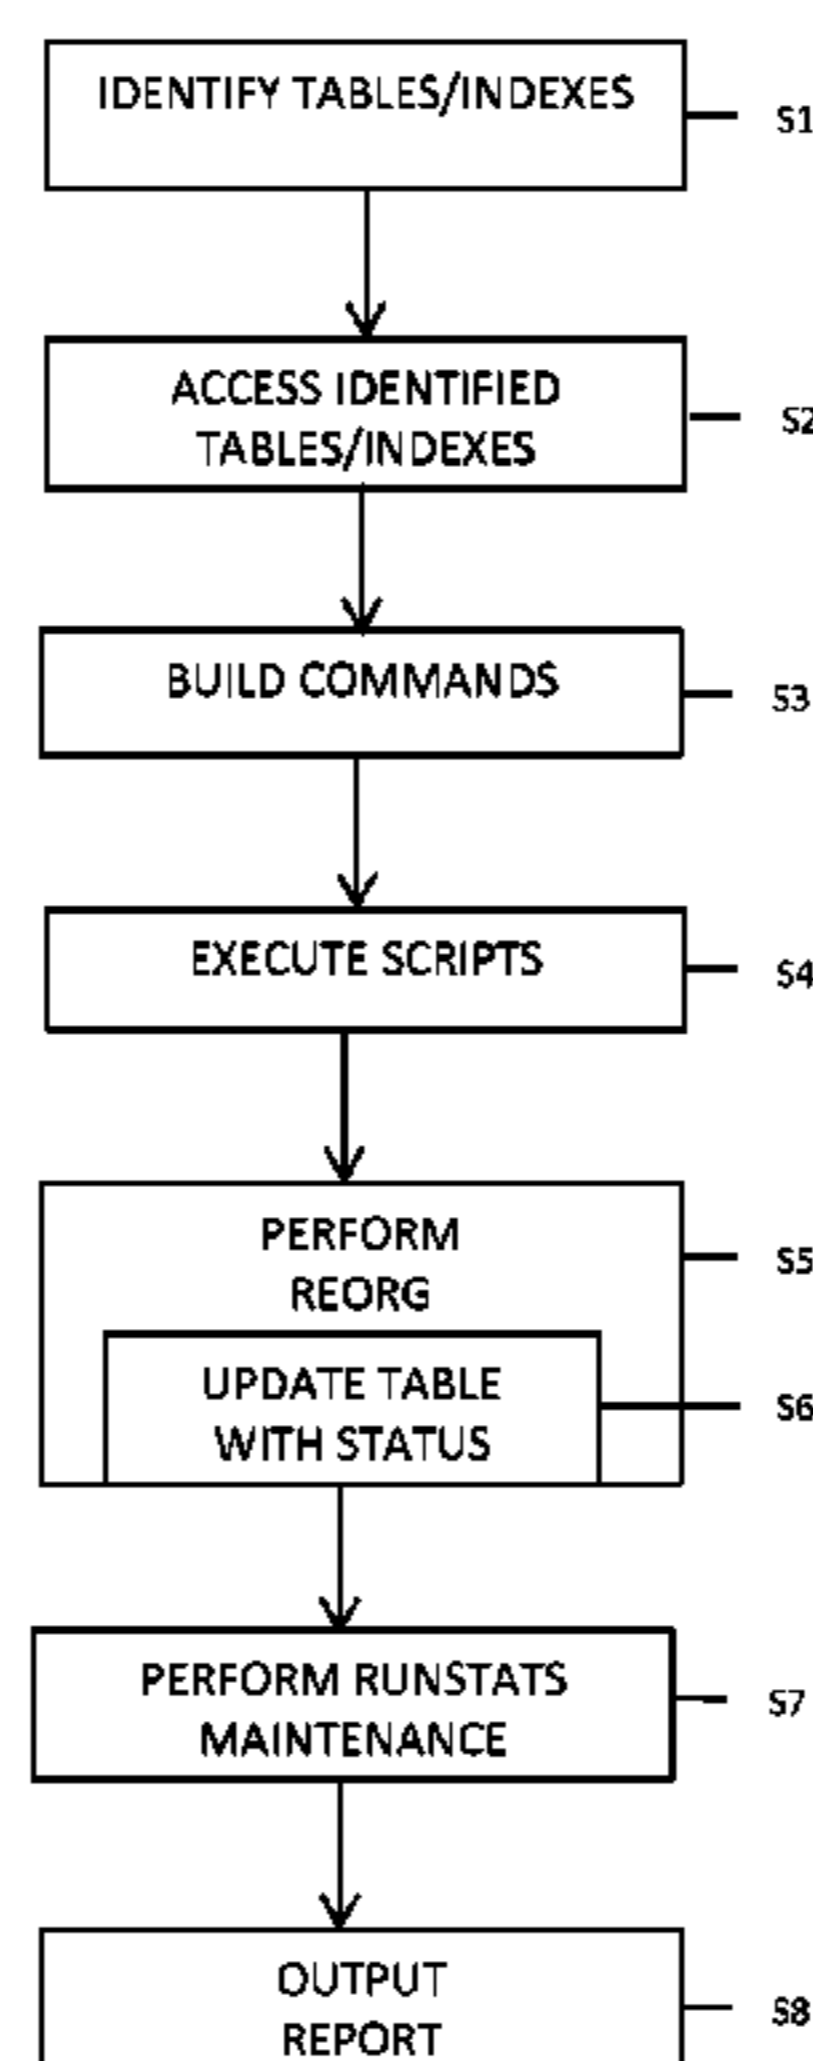 IDENTIFY TABLES/INDEXES
S1
ACCESS IDENTIFIED
TABLES/INDEXES
S2
BUILD COMMANDS
S3
EXECUTE SCRIPTS
S4
PERFORM
REORG
S5
UPDATE TABLE
WITH STATUS
S6
PERFORM RUNSTATS
MAINTENANCE
S7
OUTPUT
REPORT
S8